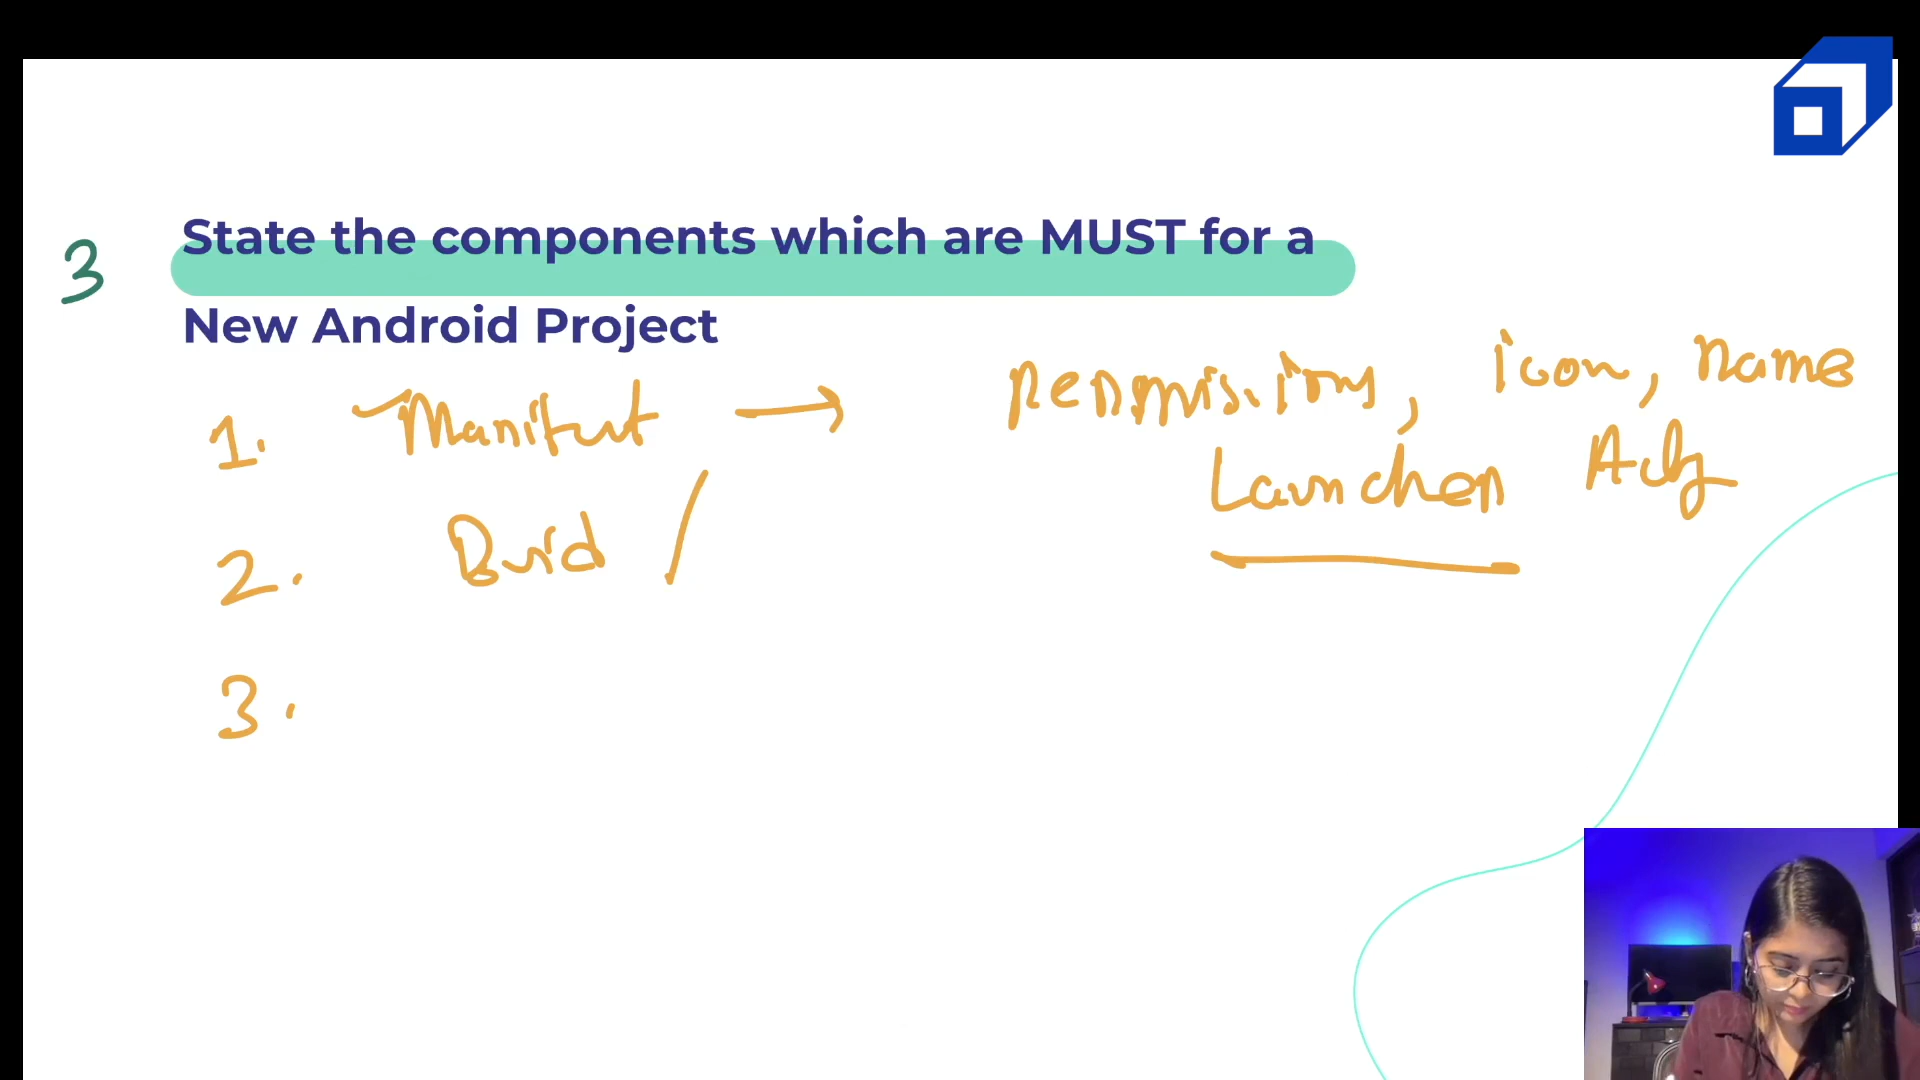 3
State the components which are MUST for a
New Android Project
1. Manifest → permissions, icon, name
Launcher
2. Build /
3.